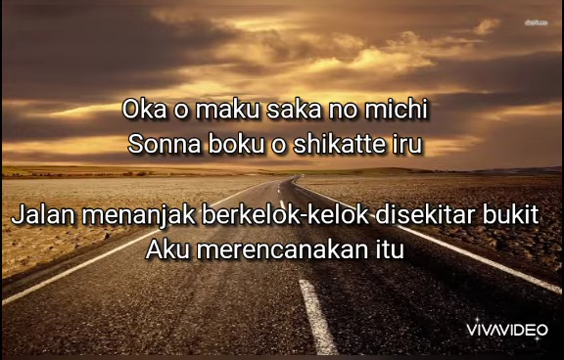 Oka o maku saka no michi
Sonna boku o shikatte iru
Jalan menanjak berkelok-kelok disekitar bukit
Aku merencanakan itu
VIVAVIDEO